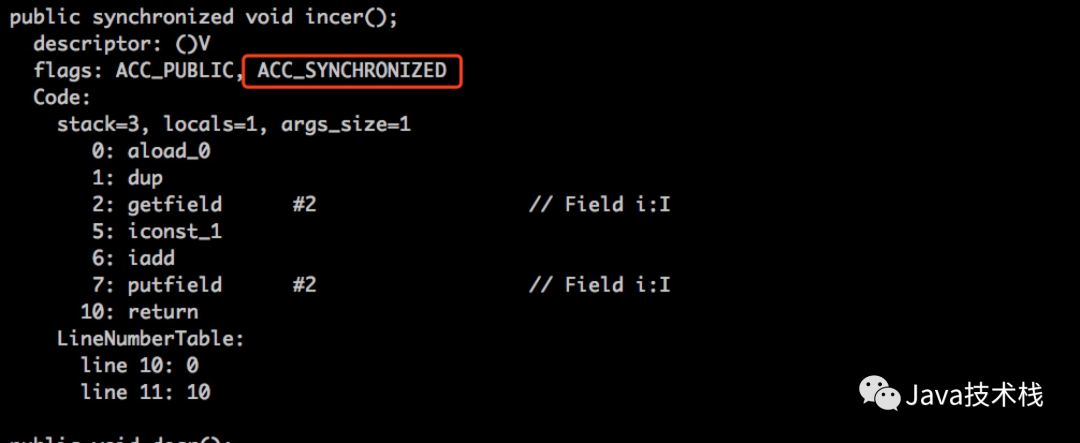 public synchronized void incer();
descriptor: ()V
flags: ACC_PUBLIC, ACC_SYNCHRONIZED
Code:
stack=3, locals=1, args_size=1
0: aload_0
1: dup
2: getfield #2 // Field i:I
5: iconst_1
6: iadd
7: putfield #2 // Field i:I
10: return
LineNumberTable:
line 10: 0
line 11: 10
Java技术栈
public void